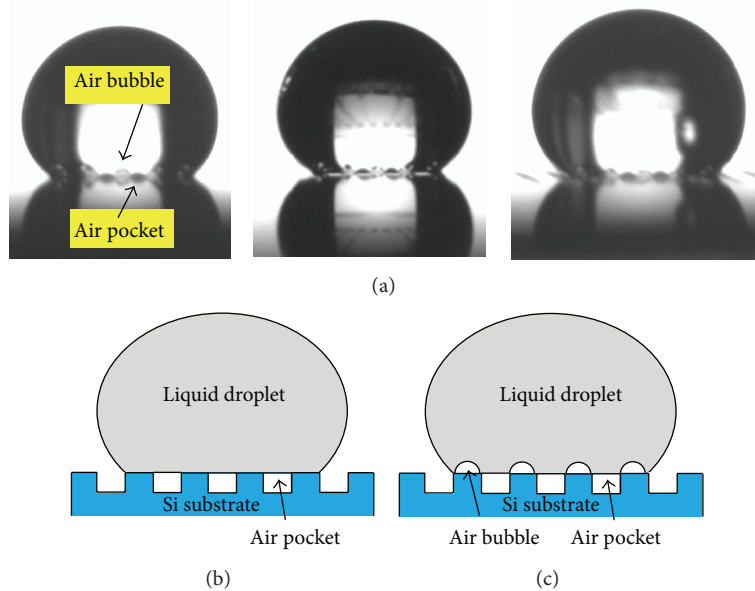 Air bubble
Air pocket
(a)
Liquid droplet
Si substrate
Air pocket
(b)
Liquid droplet
Si substrate
Air bubble
Air pocket
(c)